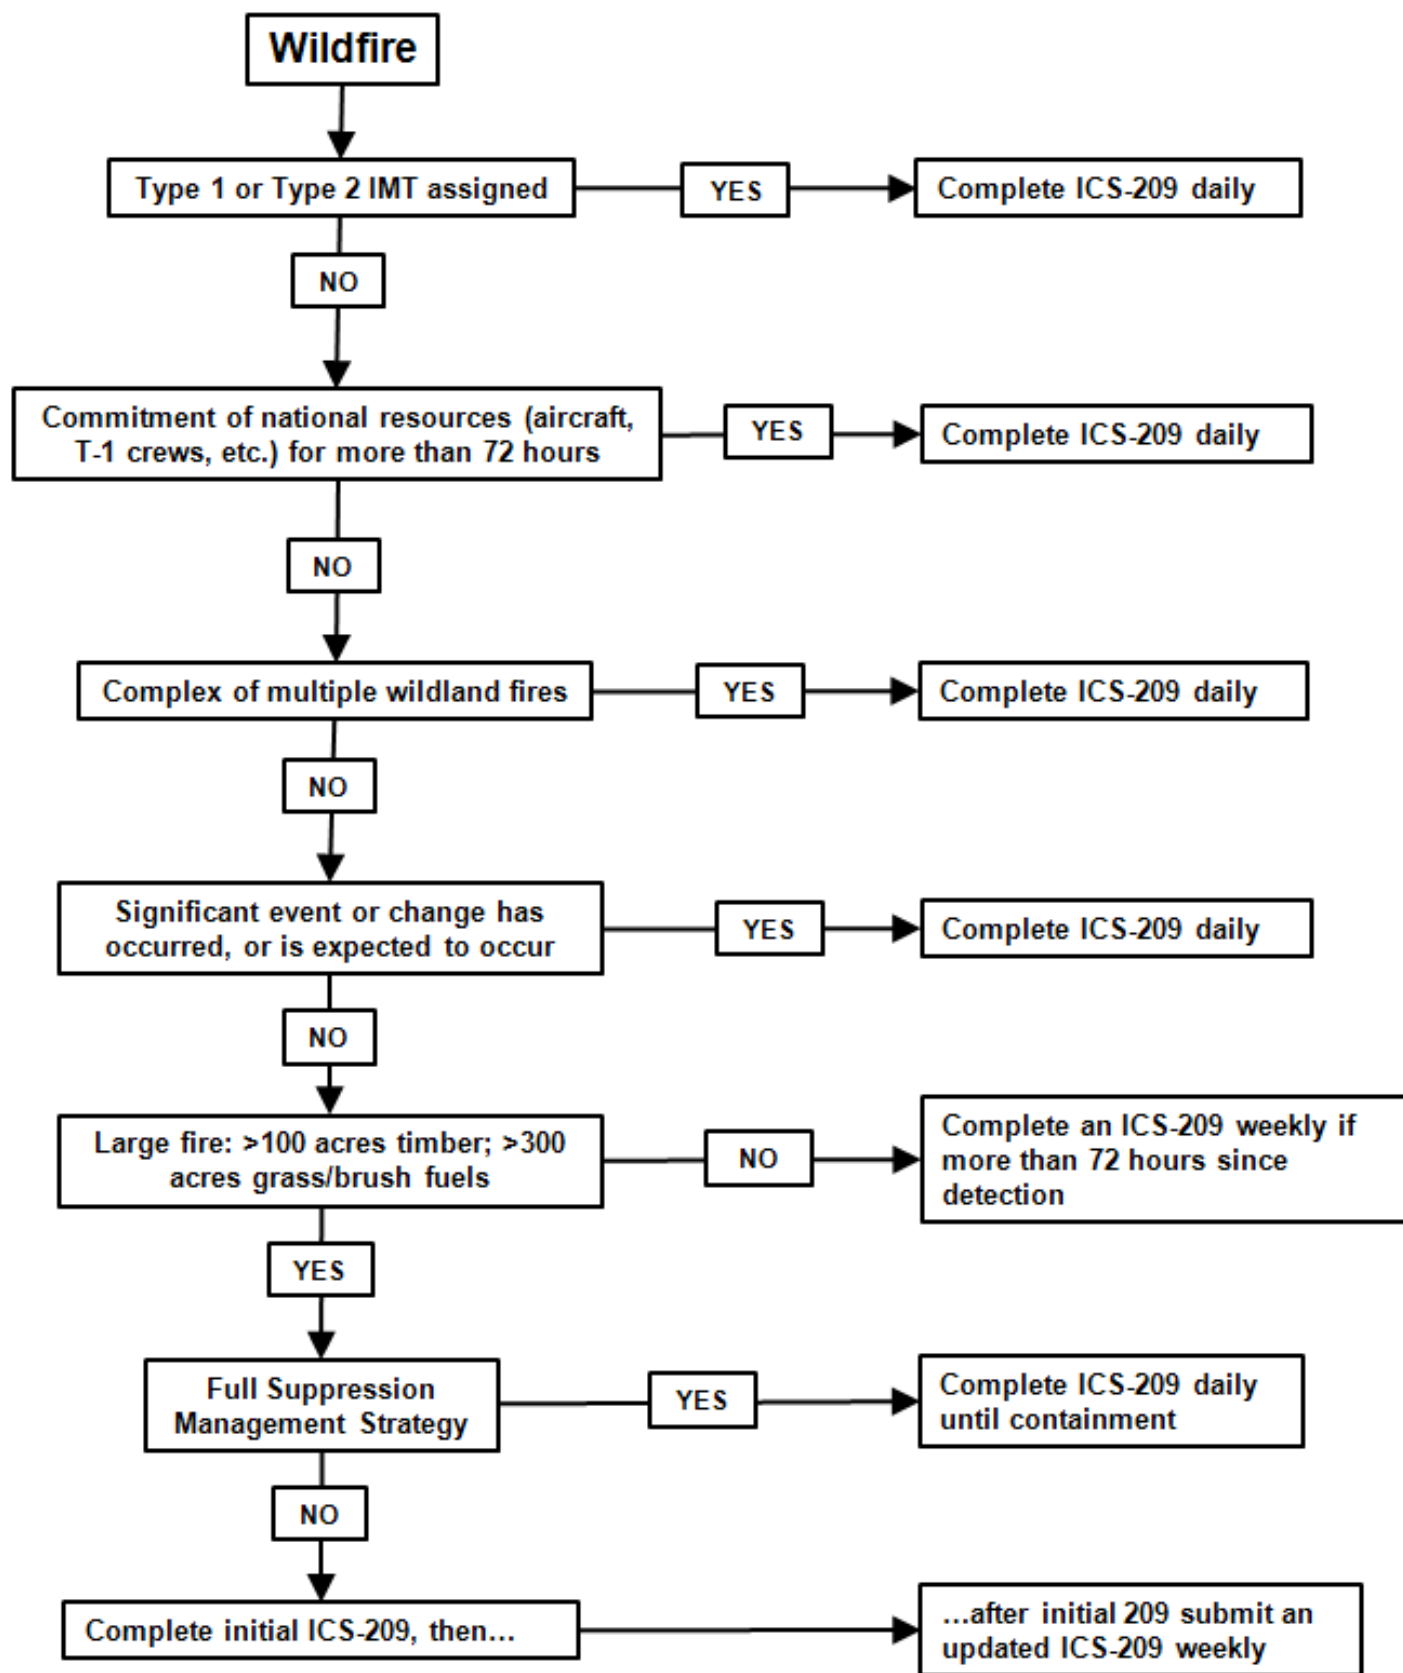 Wildfire
Type 1 or Type 2 IMT assigned
YES
Complete ICS-209 daily
NO
Commitment of national resources (aircraft,
T-1 crews, etc.) for more than 72 hours
YES
Complete ICS-209 daily
NO
Complex of multiple wildland fires
YES
Complete ICS-209 daily
NO
Significant event or change has
occurred, or is expected to occur
YES
Complete ICS-209 daily
NO
Large fire: >100 acres timber; >300
acres grass/brush fuels
NO
Complete an ICS-209 weekly if
more than 72 hours since
detection
YES
Full Suppression
Management Strategy
YES
Complete ICS-209 daily
until containment
NO
Complete initial ICS-209, then…
…after initial 209 submit an
updated ICS-209 weekly